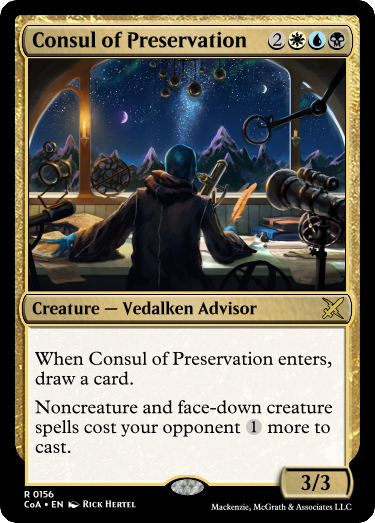 Consul of Preservation 2
Creature — Vedalken Advisor
When Consul of Preservation enters,
draw a card.
Noncreature and face-down creature
spells cost your opponent 1 more to
cast.
3/3
R 0156
CoA • EN Rick Hertel
Mackenzie, McGrath & Associates LLC